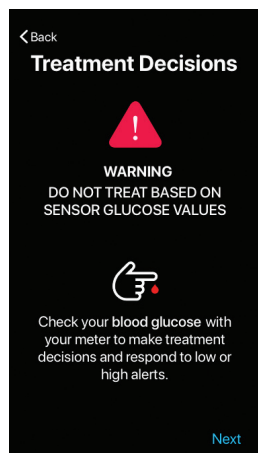 Back
Treatment Decisions
WARNING
DO NOT TREAT BASED ON
SENSOR GLUCOSE VALUES
Check your blood glucose with
your meter to make treatment
decisions and respond to low or
high alerts.
Next